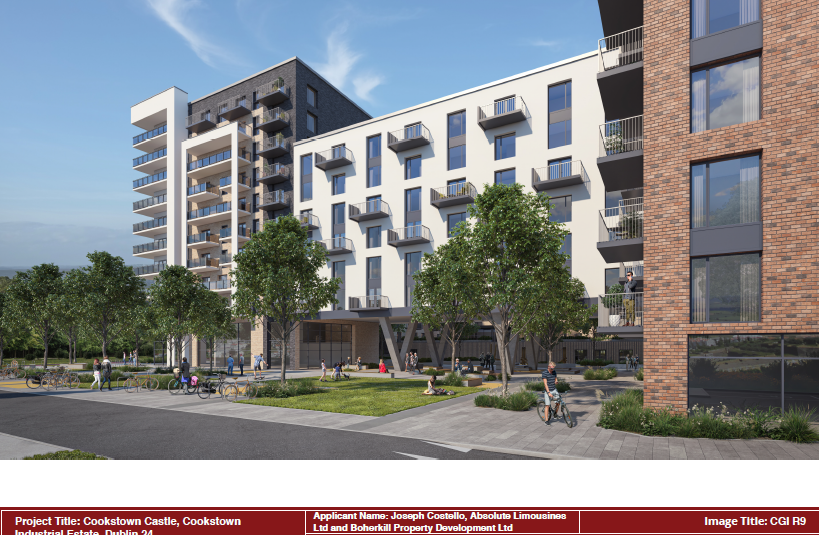 Project Title: Cookstown Castle, Cookstown
Industrial Estate, Dublin 24
Applicant Name: Joseph Costello, Absolute Limousines
Ltd and Boherkill Property Development Ltd
Image Title: CGI R9